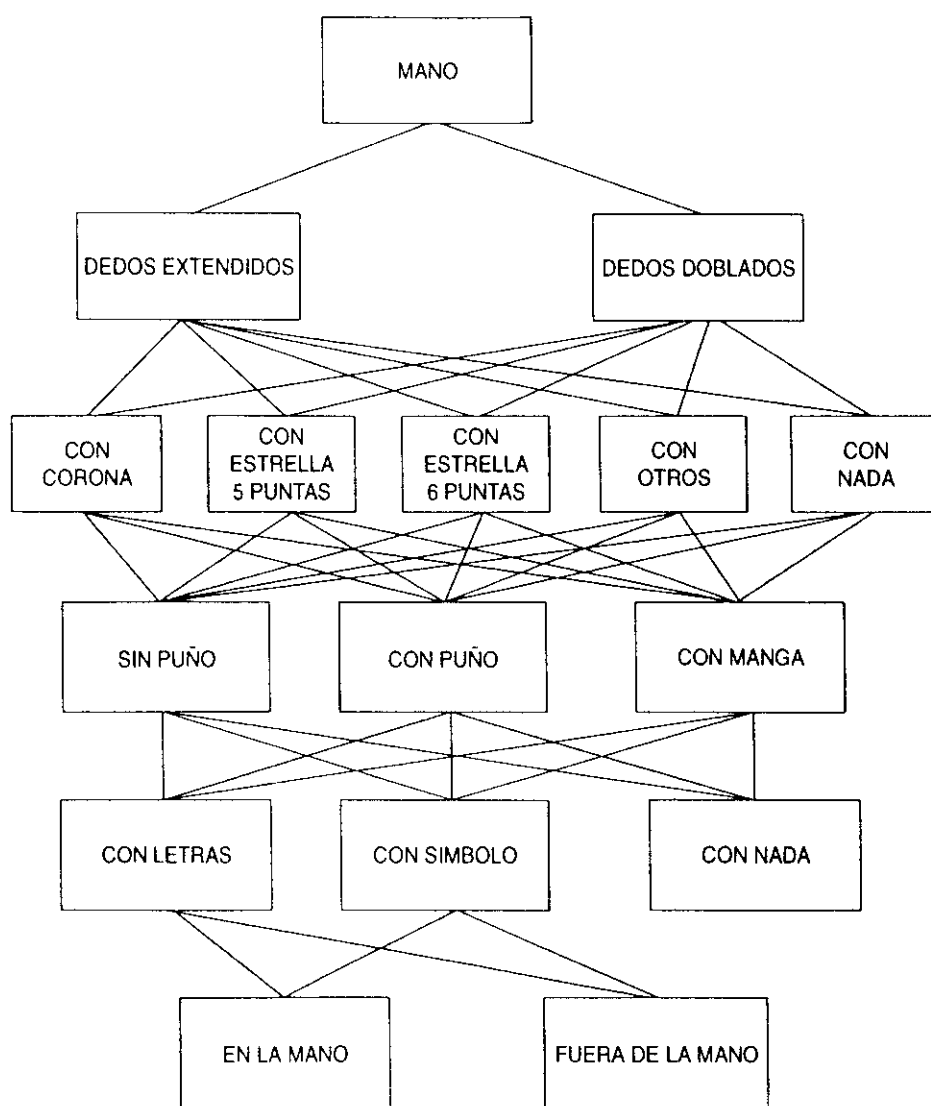 MANO
DEDOS EXTENDIDOS
DEDOS DOBLADOS
CON
CORONA
CON
ESTRELLA
5 PUNTAS
CON
ESTRELLA
6 PUNTAS
CON
OTROS
CON
NADA
SIN PUÑO
CON PUÑO
CON MANGA
CON LETRAS
CON SIMBOLO
CON NADA
EN LA MANO
FUERA DE LA MANO